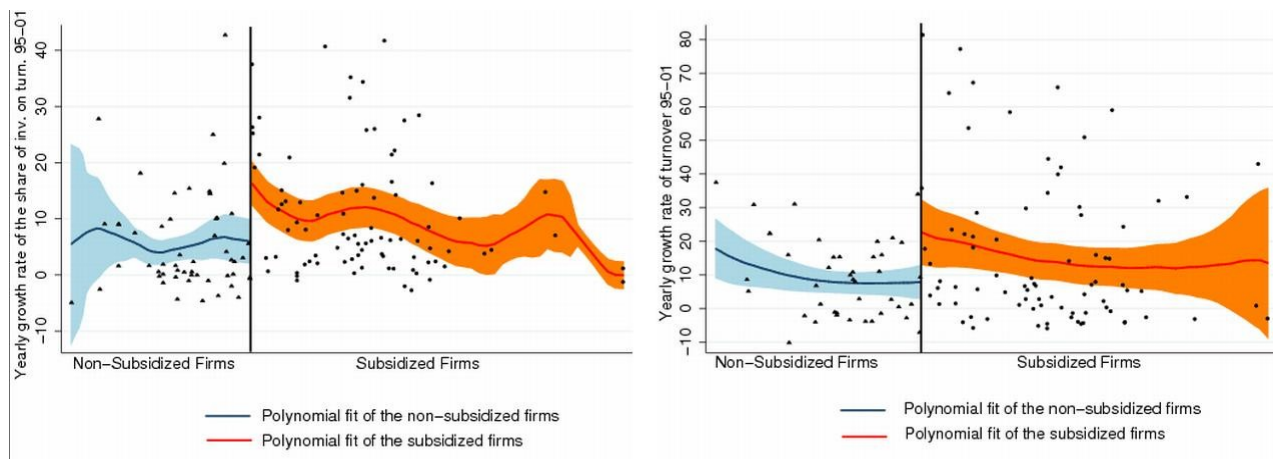 Yearly growth rate of the share of inv. on turn. 95−01
40
30
20
10
0
−10
Non−Subsidized Firms
Subsidized Firms
Polynomial fit of the non−subsidized firms
Polynomial fit of the subsidized firms
Yearly growth rate of turnover 95−01
80
70
60
50
40
30
20
10
0
−10
Non−Subsidized Firms
Subsidized Firms
Polynomial fit of the non−subsidized firms
Polynomial fit of the subsidized firms